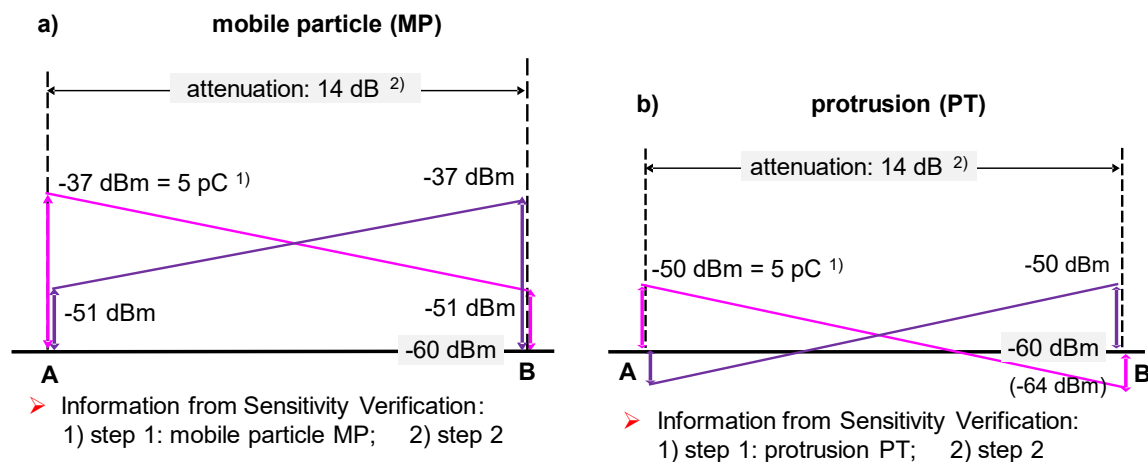 a) mobile particle (MP)
attenuation: 14 dB 2)
-37 dBm = 5 pC 1)
-37 dBm
-51 dBm
-51 dBm
-60 dBm
A
B
➢ Information from Sensitivity Verification:
1) step 1: mobile particle MP; 2) step 2
b) protrusion (PT)
attenuation: 14 dB 2)
-50 dBm = 5 pC 1)
-50 dBm
-60 dBm
(-64 dBm)
A
B
➢ Information from Sensitivity Verification:
1) step 1: protrusion PT; 2) step 2